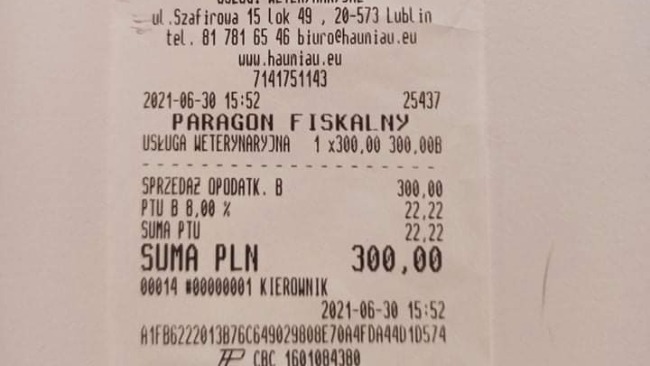 ul.Szafirowa 15 lok 49 , 20-573 Lublin
tel. 81 781 65 46 biuro@hauniau.eu
www.hauniau.eu
7141751143
2021-06-30 15:52 25437
PARAGON FISKALNY
USŁUGA WETERYNARYJNA 1 x300,00 300,00B
SPRZEDAŻ OPODATK. B 300,00
PTU B 8,00 % 22,22
SUMA PTU 22,22
SUMA PLN 300,00
00014 #00000001 KIEROWNIK
2021-06-30 15:52
A1FB6222013B76C649029808E70A4FDA44D1D574
CBC 1601084380